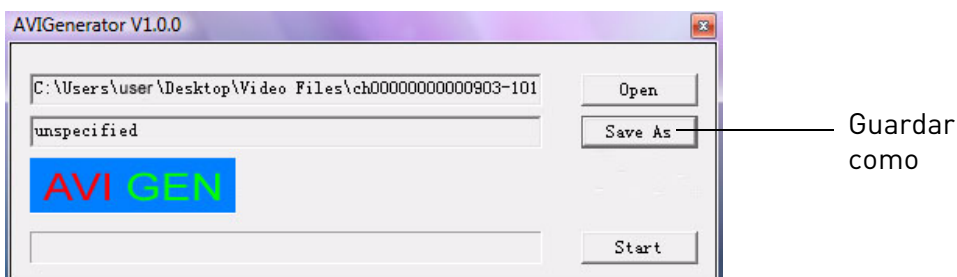 AVIGenerator V1.0.0
C:\Users\user\Desktop\Video Files\ch00000000000903-101
Open
unspecified
Save As
Guardar
como
AVI GEN
Start